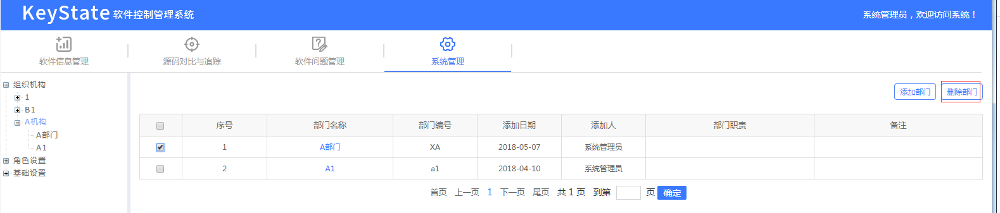 KeyState 软件控制管理系统
系统管理员，欢迎访问系统！
软件信息管理 源码对比与追踪 软件问题管理 系统管理
组织机构
1
B1
A机构
A部门
A1
角色设置
基础设置
添加部门 删除部门
序号 部门名称 部门编号 添加日期 添加人 部门职责 备注
1 A部门 XA 2018-05-07 系统管理员
2 A1 a1 2018-04-10 系统管理员
首页 上一页 1 下一页 尾页 共 1 页 到第 页 确定